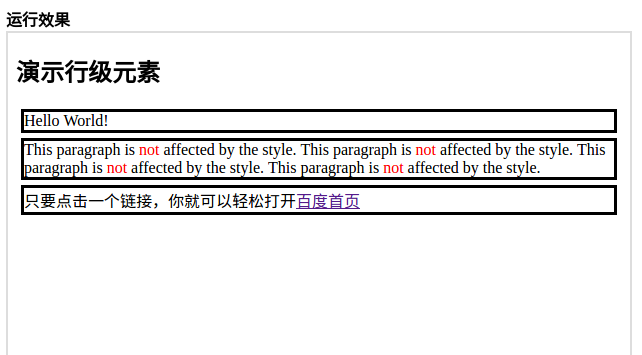 运行效果
演示行级元素
Hello World!
This paragraph is not affected by the style. This paragraph is not affected by the style. This
paragraph is not affected by the style. This paragraph is not affected by the style.
只要点击一个链接，你就可以轻松打开百度首页